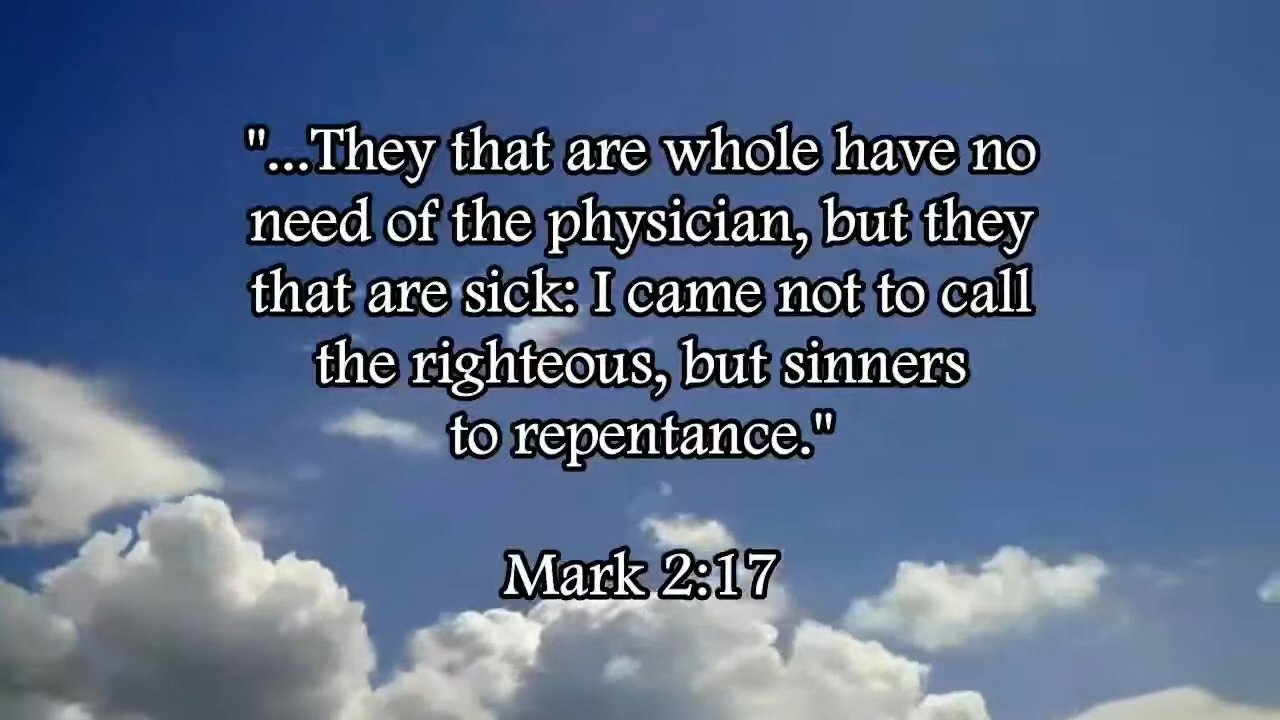 "...They that are whole have no
need of the physician, but they
that are sick: I came not to call
the righteous, but sinners
to repentance."
Mark 2:17